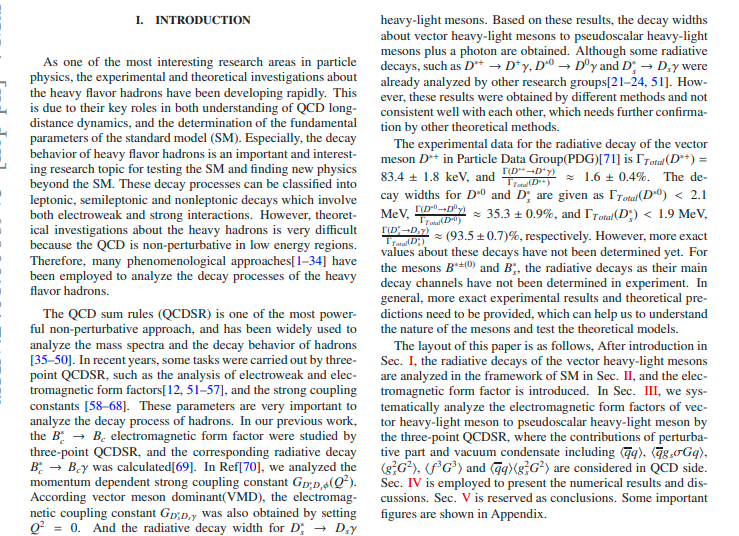 I. INTRODUCTION
As one of the most interesting research areas in particle
physics, the experimental and theoretical investigations about
the heavy flavor hadrons have been developing rapidly. This
is due to their key roles in both understanding of QCD long-
distance dynamics, and the determination of the fundamental
parameters of the standard model (SM). Especially, the decay
behavior of heavy flavor hadrons is an important and interest-
ing research topic for testing the SM and finding new physics
beyond the SM. These decay processes can be classified into
leptonic, semileptonic and nonleptonic decays which involve
both electroweak and strong interactions. However, theoret-
ical investigations about the heavy hadrons is very difficult
because the QCD is non-perturbative in low energy regions.
Therefore, many phenomenological approaches[1–34] have
been employed to analyze the decay processes of the heavy
flavor hadrons.
The QCD sum rules (QCDSR) is one of the most power-
ful non-perturbative approach, and has been widely used to
analyze the mass spectra and the decay behavior of hadrons
[35–50]. In recent years, some tasks were carried out by three-
point QCDSR, such as the analysis of electroweak and elec-
tromagnetic form factors[12, 51–57], and the strong coupling
constants [58–68]. These parameters are very important to
analyze the decay process of hadrons. In our previous work,
the B*c → Bc electromagnetic form factor were studied by
three-point QCDSR, and the corresponding radiative decay
B*c → Bcγ was calculated[69]. In Ref[70], we analyzed the
momentum dependent strong coupling constant G_{D*sDsϕ}(Q²).
According vector meson dominant(VMD), the electromag-
netic coupling constant G_{D*sDsγ} was also obtained by setting
Q² = 0. And the radiative decay width for D*s → Dsγ
heavy-light mesons. Based on these results, the decay widths
about vector heavy-light mesons to pseudoscalar heavy-light
mesons plus a photon are obtained. Although some radiative
decays, such as D*⁺ → D⁺γ, D*⁰ → D⁰γ and D*s → Dsγ were
already analyzed by other research groups[21–24, 51]. How-
ever, these results were obtained by different methods and not
consistent well with each other, which needs further confirma-
tion by other theoretical methods.
The experimental data for the radiative decay of the vector
meson D*⁺ in Particle Data Group(PDG)[71] is Γ_Total(D*⁺) =
83.4 ± 1.8 keV, and Γ(D*⁺→D⁺γ)/Γ_Total(D*⁺) ≈ 1.6 ± 0.4%. The de-
cay widths for D*⁰ and D*s are given as Γ_Total(D*⁰) < 2.1
MeV, Γ(D*⁰→D⁰γ)/Γ_Total(D*⁰) ≈ 35.3 ± 0.9%, and Γ_Total(D*s) < 1.9 MeV,
Γ(D*s→Dsγ)/Γ_Total(D*s) ≈ (93.5 ± 0.7)%, respectively. However, more exact
values about these decays have not been determined yet. For
the mesons B*±(0) and B*s, the radiative decays as their main
decay channels have not been determined in experiment. In
general, more exact experimental results and theoretical pre-
dictions need to be provided, which can help us to understand
the nature of the mesons and test the theoretical models.
The layout of this paper is as follows, After introduction in
Sec. I, the radiative decays of the vector heavy-light mesons
are analyzed in the framework of SM in Sec. II, and the elec-
tromagnetic form factor is introduced. In Sec. III, we sys-
tematically analyze the electromagnetic form factors of vec-
tor heavy-light meson to pseudoscalar heavy-light meson by
the three-point QCDSR, where the contributions of perturba-
tive part and vacuum condensate including ⟨q̄q⟩, ⟨q̄gsσGq⟩,
⟨g²sG²⟩, ⟨f³G³⟩ and ⟨q̄q⟩⟨g²sG²⟩ are considered in QCD side.
Sec. IV is employed to present the numerical results and dis-
cussions. Sec. V is reserved as conclusions. Some important
figures are shown in Appendix.